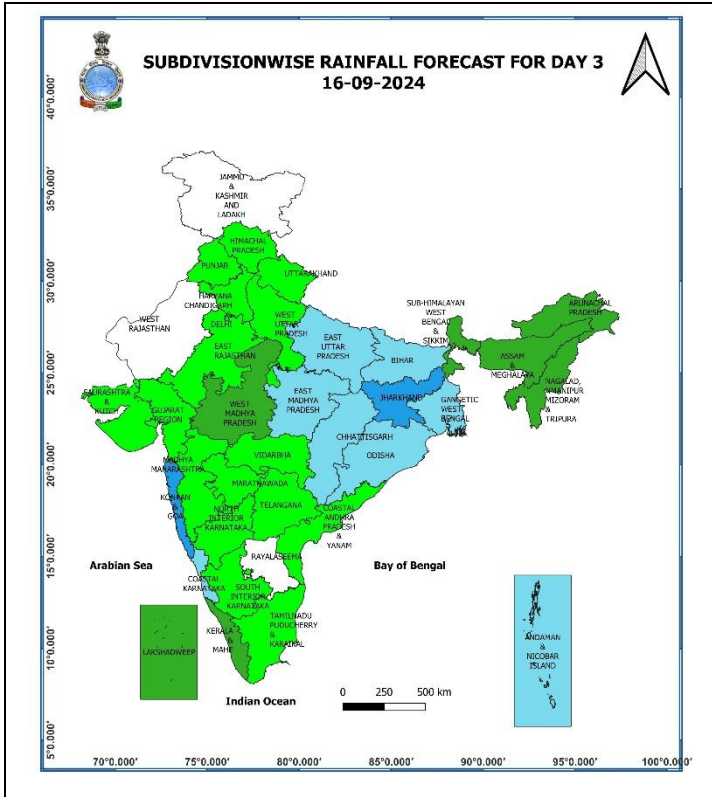 SUBDIVISIONWISE RAINFALL FORECAST FOR DAY 3
16-09-2024
40°0.000'
35°0.000'
30°0.000'
25°0.000'
20°0.000'
15°0.000'
10°0.000'
5°0.000'
JAMMU
&
KASHMIR
AND
LADAKH
HIMACHAL
PRADESH
PUNJAB
UTTARAKHAND
HARYANA
CHANDIGARH
&
DELHI
WEST
RAJASTHAN
WEST
UTTAR
PRADESH
EAST
RAJASTHAN
EAST
UTTAR
PRADESH
SUB-HIMALAYAN
WEST
BENGAL
&
SIKKIM
ARUNACHAL
PRADESH
ASSAM
&
MEGHALAYA
NAGALAD,
MIZORAM
&
TRIPURA
BIHAR
JHARKHAND
GANGETIC
WEST
BENGAL
SAURASHTRA
&
KUTCH
GUJARAT
REGION
WEST
MADHYA
PRADESH
EAST
MADHYA
PRADESH
CHHATTISGARH
ODISHA
VIDARBHA
MADHYA
MAHARASHTRA
MARATHWADA
KONKAN
&
GOA
NORTH
INTERIOR
KARNATAKA
TELANGANA
COASTAL
ANDHRA
PRADESH
&
YANAM
RAYALASEEMA
Arabian Sea
Bay of Bengal
COASTAL
KARNATAKA
SOUTH
INTERIOR
KARNATAKA
TAMILNADU
PUDUCHERRY
&
KARAIKAL
KERALA
&
MAHE
LAKSHADWEEP
ANDAMAN
&
NICOBAR
ISLAND
Indian Ocean
0 250 500 km
70°0.000' 75°0.000' 80°0.000' 85°0.000' 90°0.000' 95°0.000' 100°0.000'